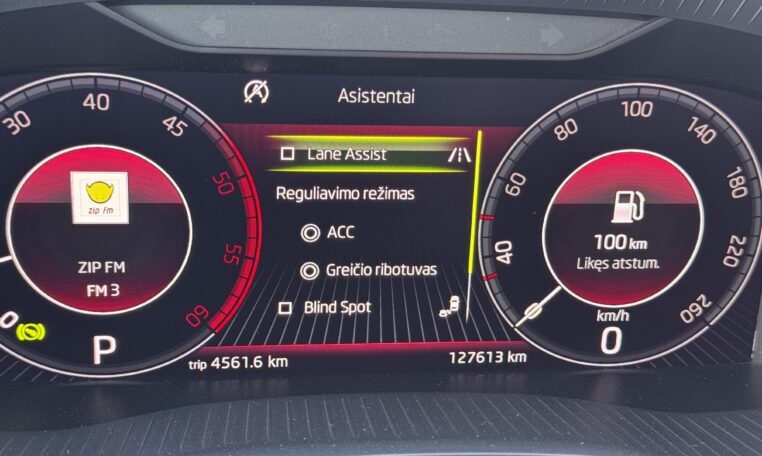 Asistentai
30
40
45
50
55
60
zip fm
ZIP FM
FM 3
P
Lane Assist
Reguliavimo režimas
ACC
Greičio ribotuvas
Blind Spot
trip 4561.6 km
127613 km
40
60
80
100
140
180
220
260
100 km
Likęs atstum.
km/h
0